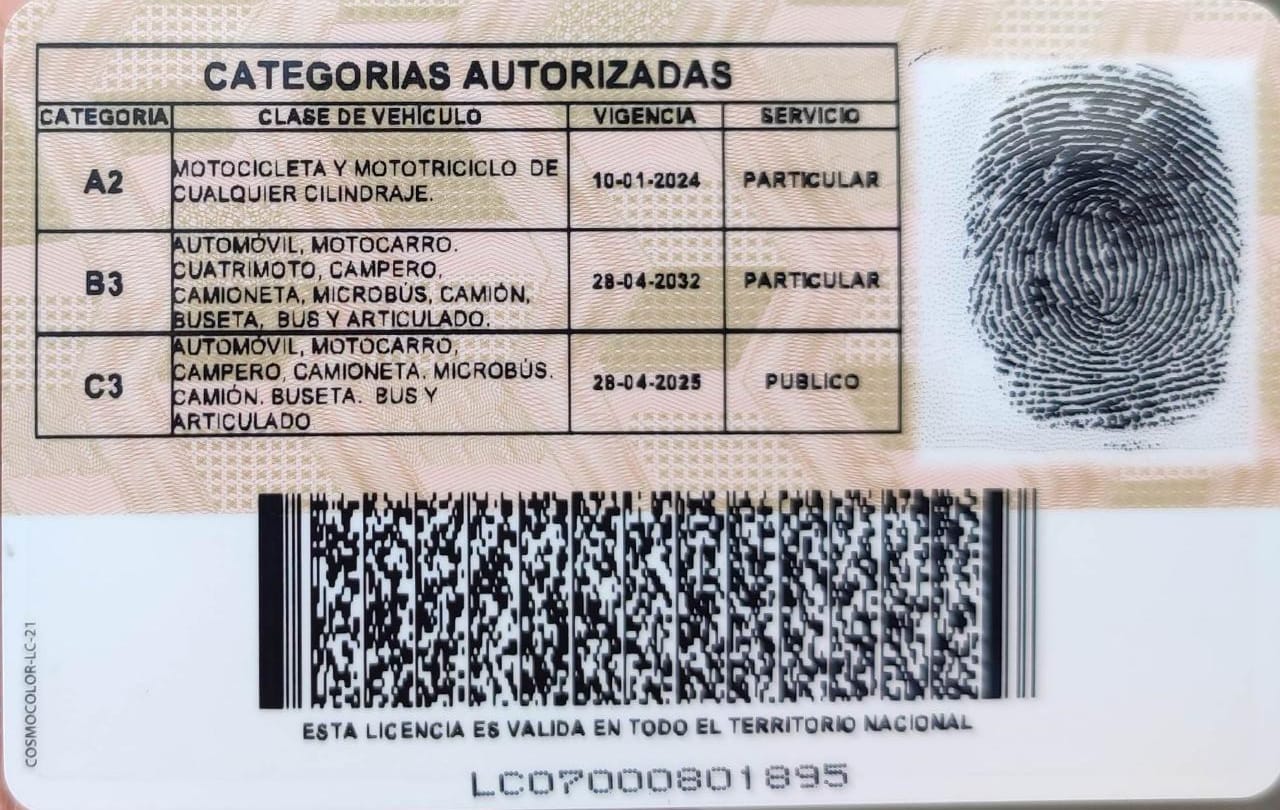 CATEGORIAS AUTORIZADAS
CATEGORIA CLASE DE VEHÍCULO VIGENCIA SERVICIO
A2 MOTOCICLETA Y MOTOTRICICLO DE CUALQUIER CILINDRAJE. 10-01-2024 PARTICULAR
B3 AUTOMÓVIL, MOTOCARRO. CUATRIMOTO, CAMPERO, CAMIONETA, MICROBÚS, CAMIÓN, BUSETA, BUS Y ARTICULADO. 28-04-2032 PARTICULAR
C3 AUTOMÓVIL, MOTOCARRO, CAMPERO, CAMIONETA. MICROBÚS. CAMIÓN. BUSETA. BUS Y ARTICULADO 28-04-2025 PUBLICO
ESTA LICENCIA ES VALIDA EN TODO EL TERRITORIO NACIONAL
LC07000801895
COSMOCOLOR-LC-21